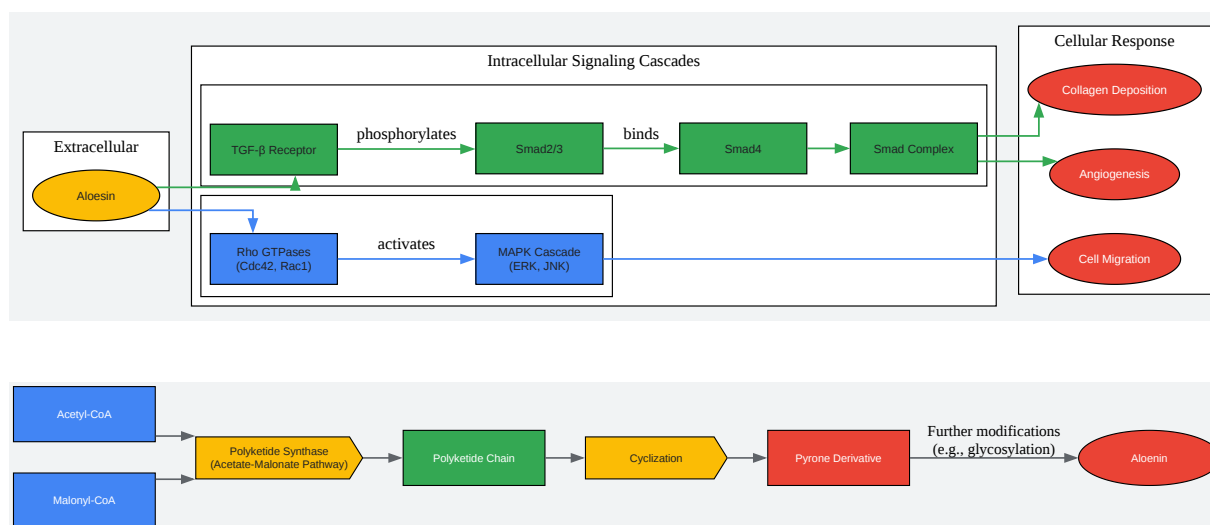 Extracellular
Aloesin
Intracellular Signaling Cascades
TGF-β Receptor
phosphorylates
Smad2/3
binds
Smad4
Smad Complex
Rho GTPases
(Cdc42, Rac1)
activates
MAPK Cascade
(ERK, JNK)
Cellular Response
Collagen Deposition
Angiogenesis
Cell Migration
Acetyl-CoA
Malonyl-CoA
Polyketide Synthase
(Acetate-Malonate Pathway)
Polyketide Chain
Cyclization
Pyrone Derivative
Further modifications
(e.g., glycosylation)
Aloenin